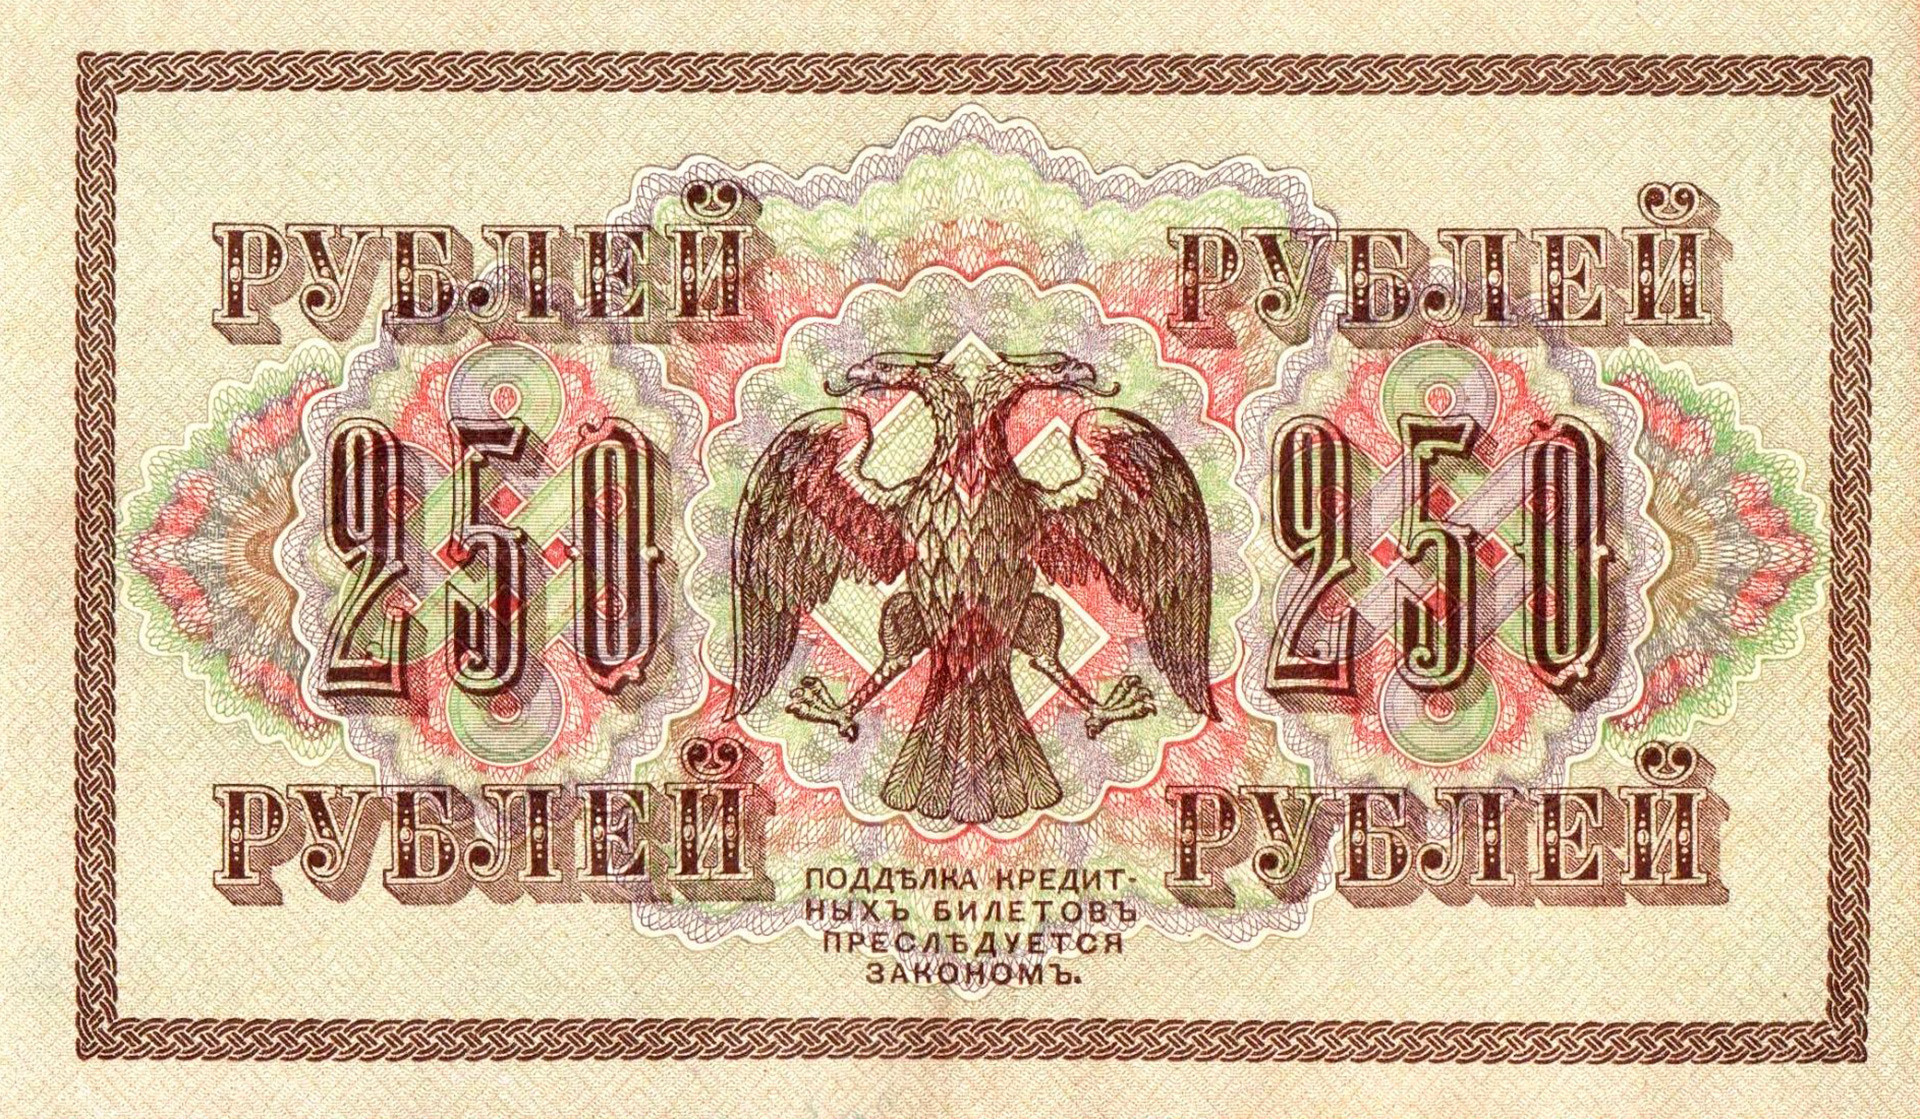 РУБЛЕЙ РУБЛЕЙ
250 250
РУБЛЕЙ РУБЛЕЙ
ПОДДѢЛКА КРЕДИТ-
НЫХЪ БИЛЕТОВЪ
ПРЕСЛѢДУЕТСЯ
ЗАКОНОМЪ.